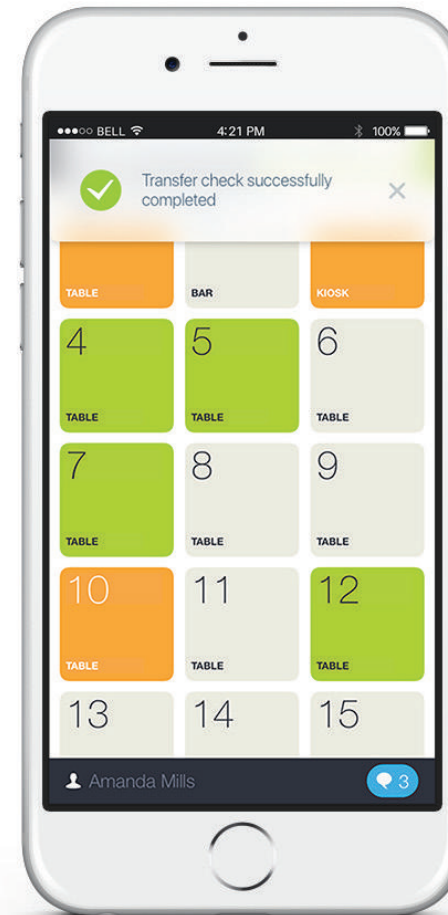 BELL 4:21 PM 100%
Transfer check successfully
completed
TABLE BAR KIOSK
4 5 6
TABLE TABLE TABLE
7 8 9
TABLE TABLE TABLE
10 11 12
TABLE TABLE TABLE
13 14 15
Amanda Mills 3